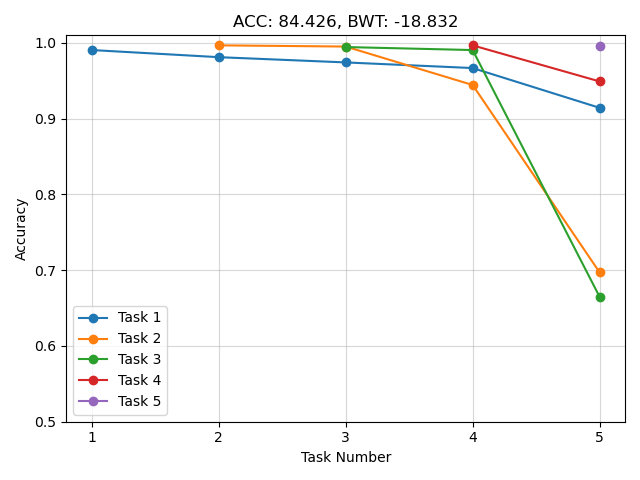 ACC: 84.426, BWT: -18.832
1.0
0.9
0.8
0.7
0.6
0.5
Accuracy
Task 1
Task 2
Task 3
Task 4
Task 5
1 2 3 4 5
Task Number